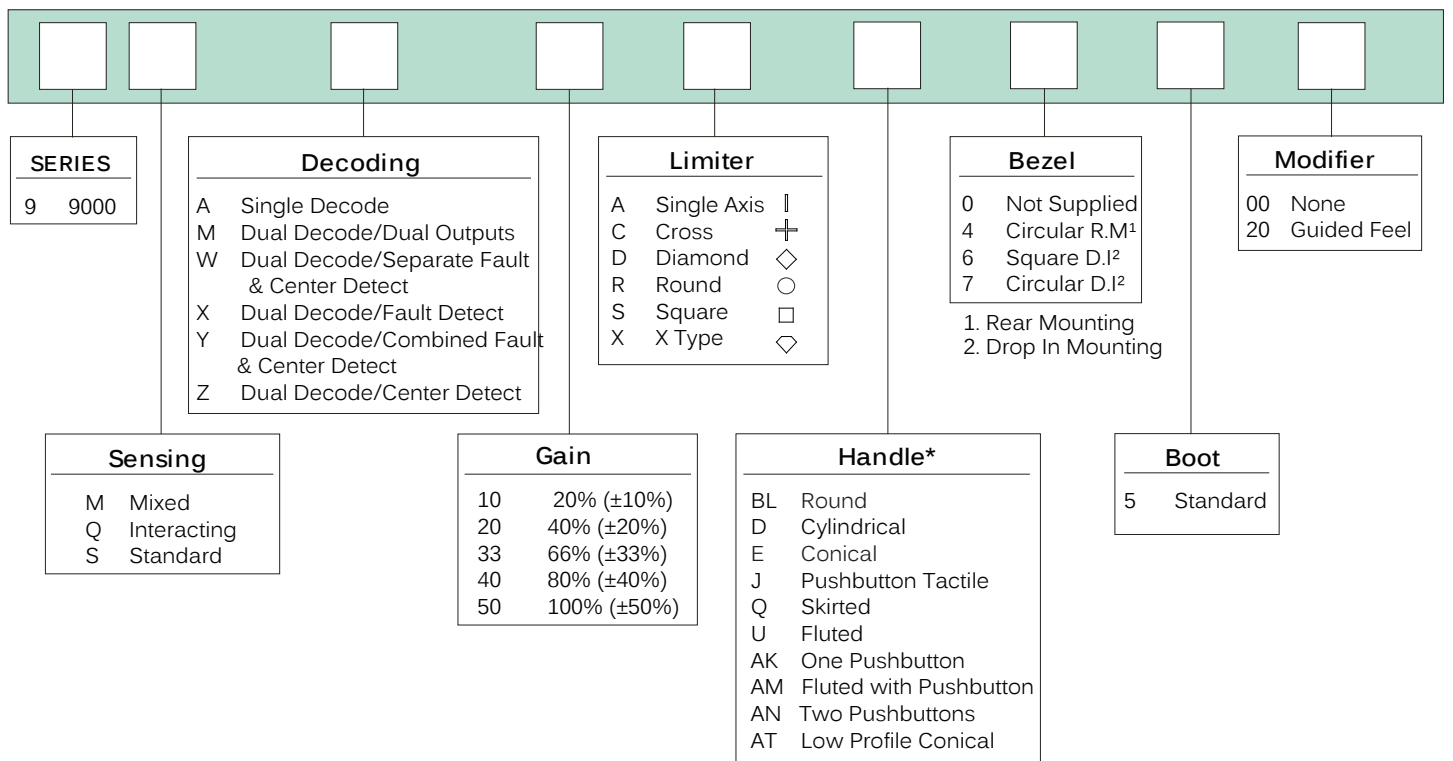 SERIES
9 9000
Decoding
A Single Decode
M Dual Decode/Dual Outputs
W Dual Decode/Separate Fault
& Center Detect
X Dual Decode/Fault Detect
Y Dual Decode/Combined Fault
& Center Detect
Z Dual Decode/Center Detect
Limiter
A Single Axis
C Cross
D Diamond
R Round
S Square
X X Type
Bezel
0 Not Supplied
4 Circular R.M¹
6 Square D.I²
7 Circular D.I²
1. Rear Mounting
2. Drop In Mounting
Modifier
00 None
20 Guided Feel
Sensing
M Mixed
Q Interacting
S Standard
Gain
10 20% (±10%)
20 40% (±20%)
33 66% (±33%)
40 80% (±40%)
50 100% (±50%)
Handle*
BL Round
D Cylindrical
E Conical
J Pushbutton Tactile
Q Skirted
U Fluted
AK One Pushbutton
AM Fluted with Pushbutton
AN Two Pushbuttons
AT Low Profile Conical
Boot
5 Standard